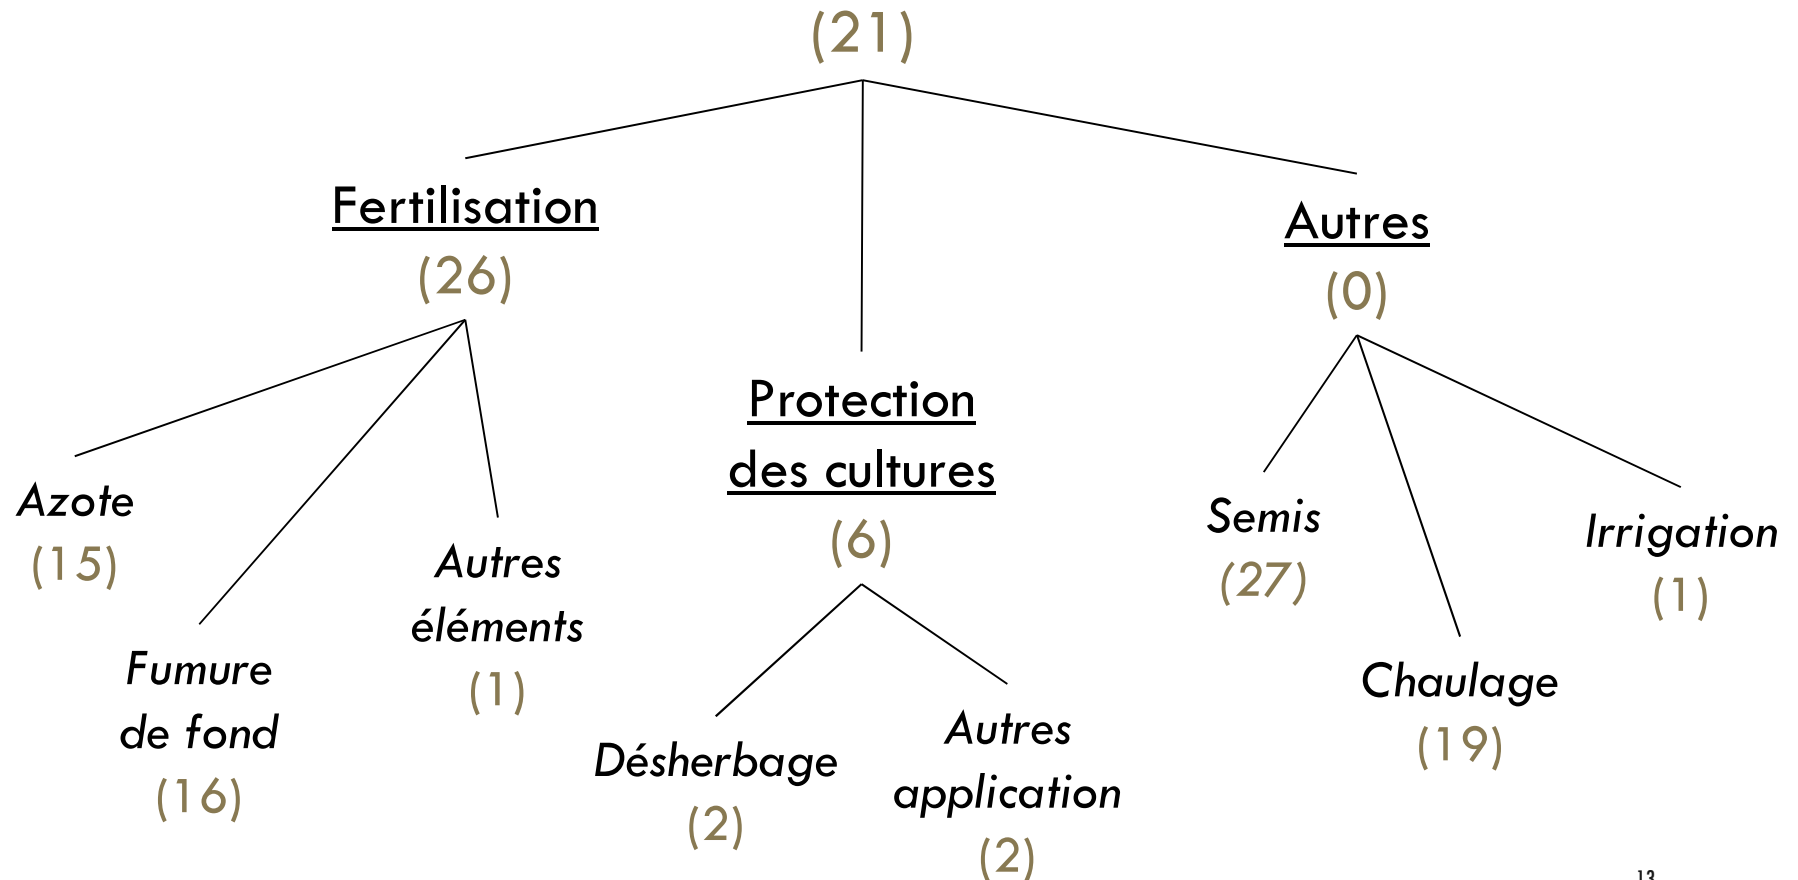 (21)
Fertilisation
(26)
Autres
(0)
Protection
des cultures
(6)
Azote
(15)
Fumure
de fond
(16)
Autres
éléments
(1)
Désherbage
(2)
Autres
application
(2)
Semis
(27)
Chaulage
(19)
Irrigation
(1)
13